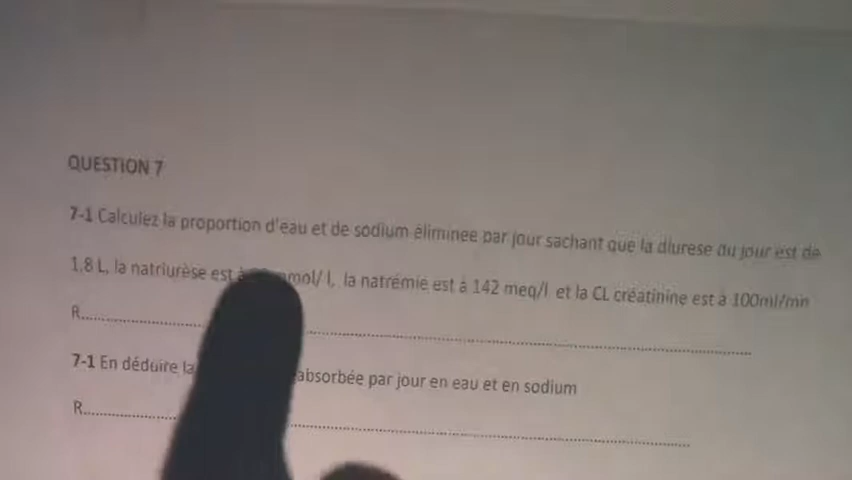 QUESTION 7
7-1 Calculez la proportion d'eau et de sodium éliminee par jour sachant que la diurese du jour est de
1,8 L, la natriurèse est à mol/ l, la natrémie est à 142 meq/l et la CL créatinine est à 100ml/mn
R...............................................................
7-1 En déduire la absorbée par jour en eau et en sodium
R...............................................................